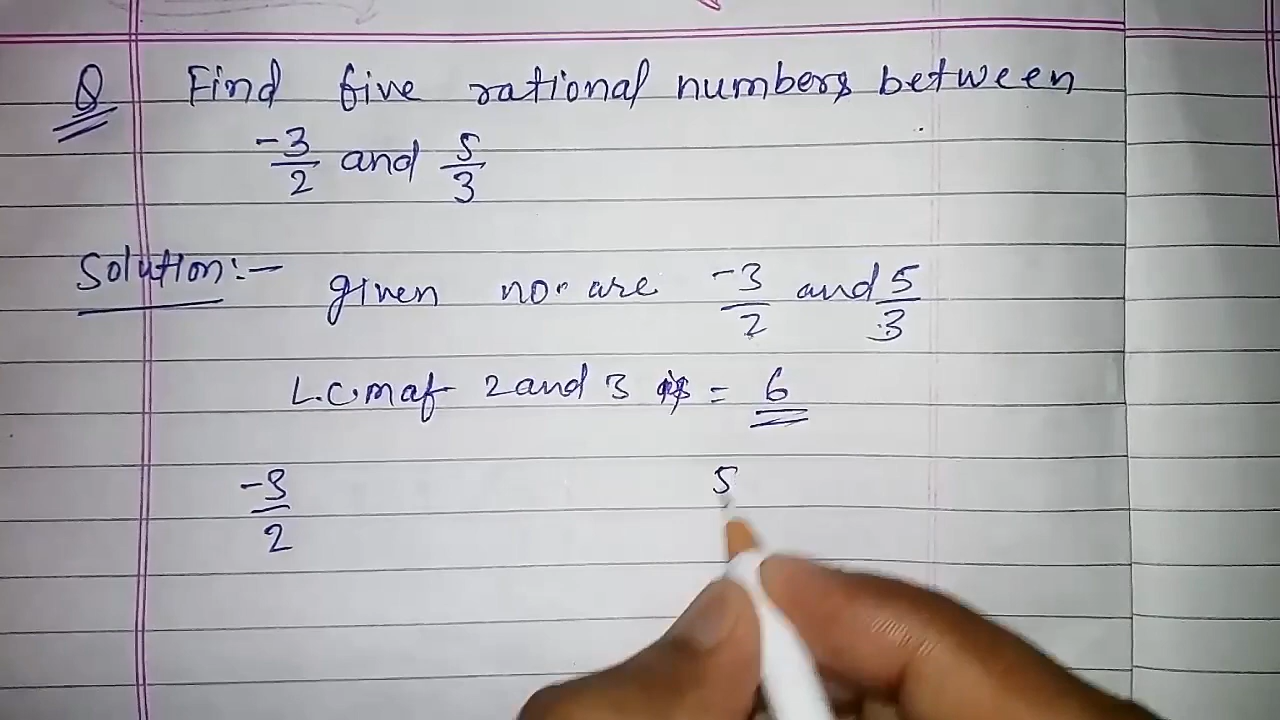 Q Find five rational numbers between
-3/2 and 5/3
Solution:- given no. are -3/2 and 5/3
L.C.M of 2 and 3 is = 6
-3/2 5